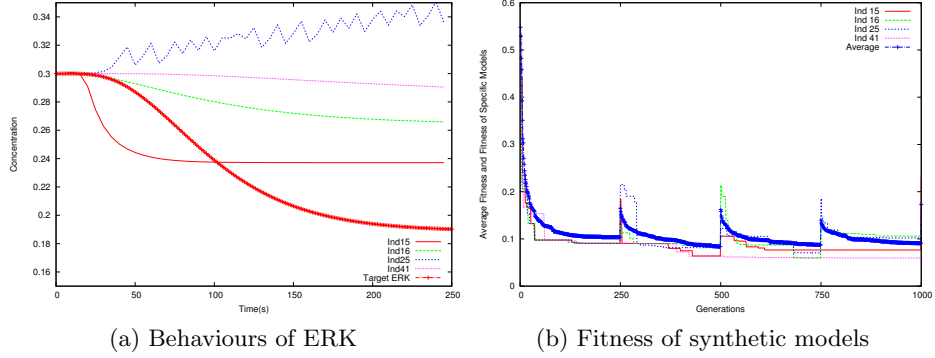 0.34
0.32
0.3
0.28
0.26
0.24
0.22
0.2
0.18
0.16
Concentration
0 50 100 150 200 250
Time(s)
Ind15
Ind16
Ind25
Ind41
Target ERK
(a) Behaviours of ERK
0.6
0.5
0.4
0.3
0.2
0.1
0
Average Fitness and Fitness of Specific Models
0 250 500 750 1000
Generations
Ind 15
Ind 16
Ind 25
Ind 41
Average
(b) Fitness of synthetic models